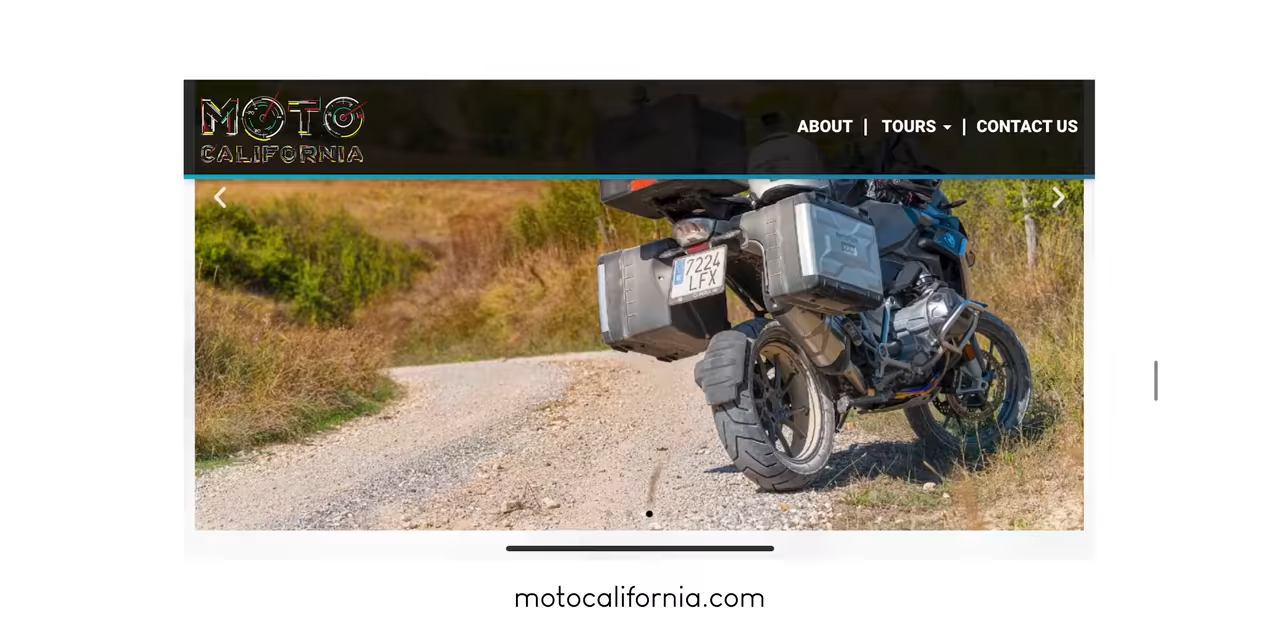 MOTO
CALIFORNIA
ABOUT | TOURS | CONTACT US
7224
LFX
motocalifornia.com